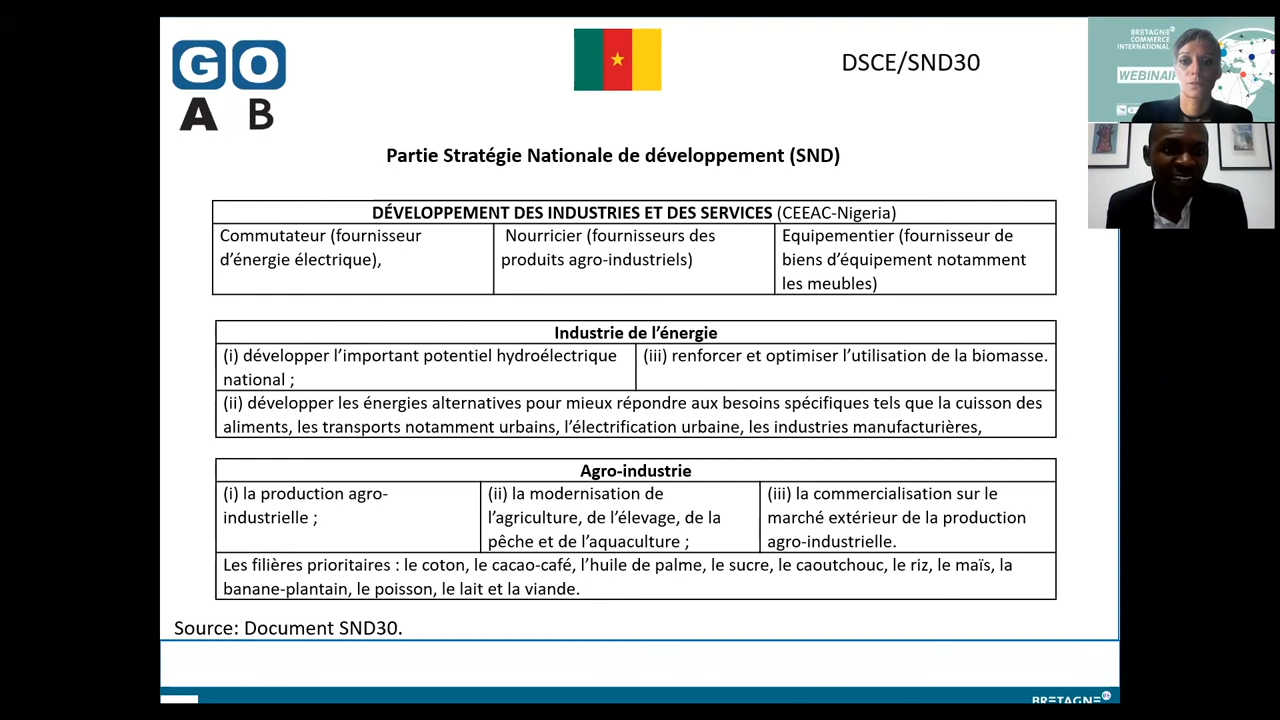 GO
A B
DSCE/SND30
BRETAGNE
COMMERCE
INTERNATIONAL
WEBINAI
Partie Stratégie Nationale de développement (SND)
DÉVELOPPEMENT DES INDUSTRIES ET DES SERVICES (CEEAC-Nigeria)
Commutateur (fournisseur
d’énergie électrique),
Nourricier (fournisseurs des
produits agro-industriels)
Equipementier (fournisseur de
biens d’équipement notamment
les meubles)
Industrie de l’énergie
(i) développer l’important potentiel hydroélectrique
national ;
(iii) renforcer et optimiser l’utilisation de la biomasse.
(ii) développer les énergies alternatives pour mieux répondre aux besoins spécifiques tels que la cuisson des
aliments, les transports notamment urbains, l’électrification urbaine, les industries manufacturières,
Agro-industrie
(i) la production agro-
industrielle ;
(ii) la modernisation de
l’agriculture, de l’élevage, de la
pêche et de l’aquaculture ;
(iii) la commercialisation sur le
marché extérieur de la production
agro-industrielle.
Les filières prioritaires : le coton, le cacao-café, l’huile de palme, le sucre, le caoutchouc, le riz, le maïs, la
banane-plantain, le poisson, le lait et la viande.
Source: Document SND30.
BRETAGNE